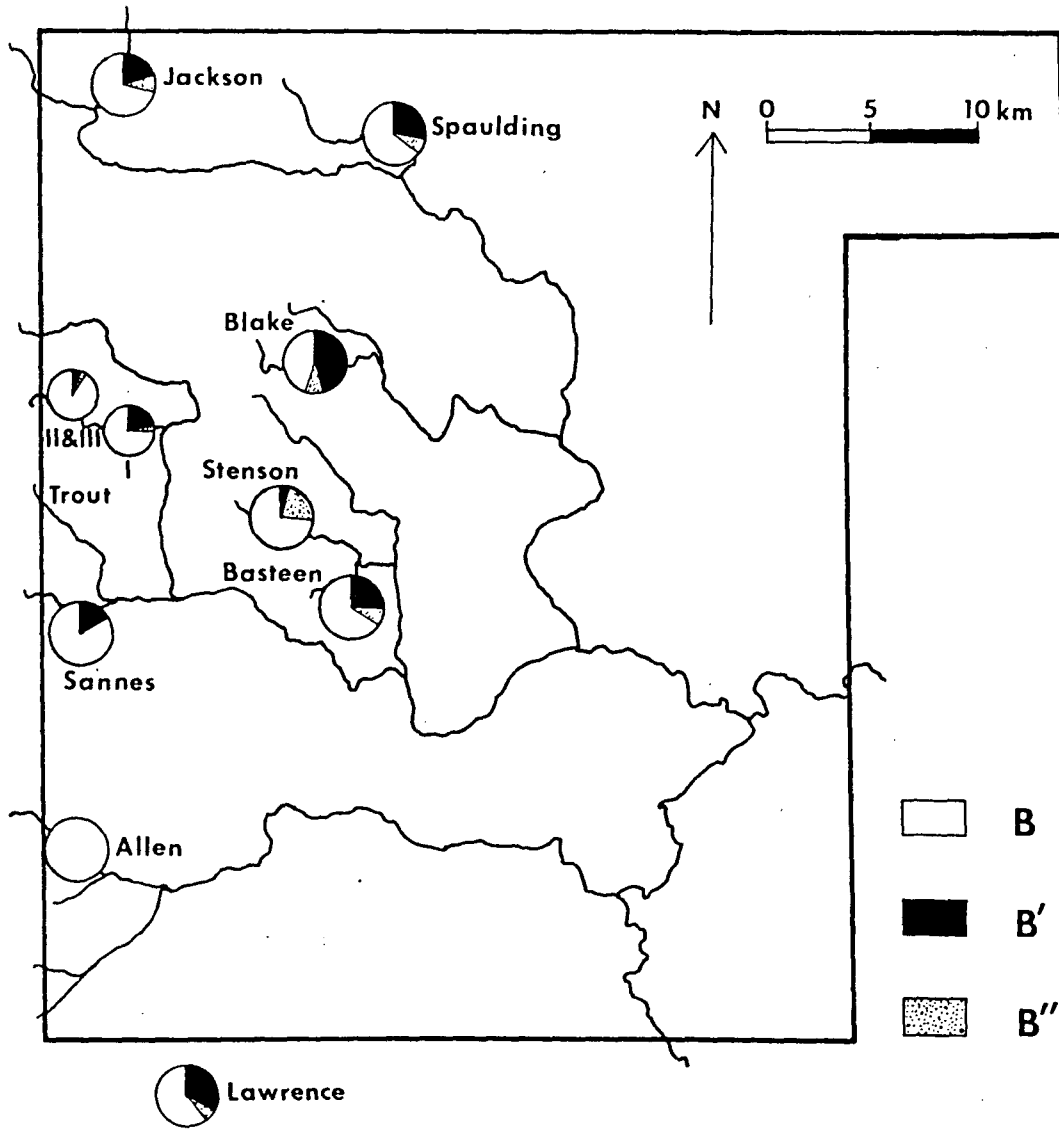 Jackson
Spaulding
N
0 5 10 km
Blake
II&III
I
Trout
Stenson
Basteen
Sannes
Allen
B
B'
B''
Lawrence